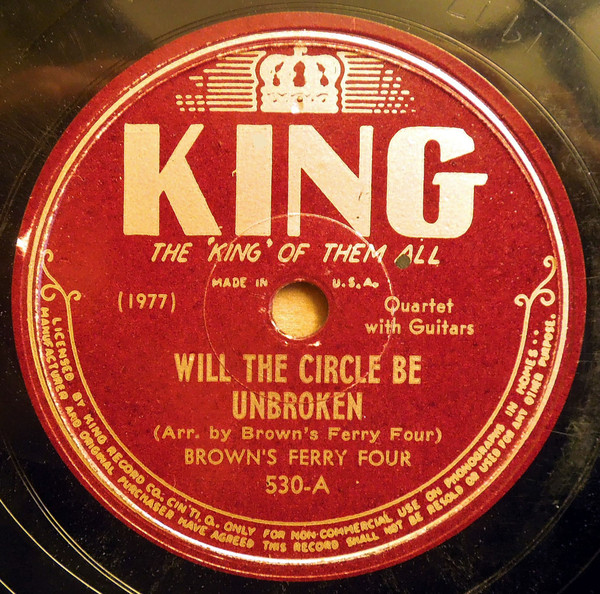 KING
THE 'KING' OF THEM ALL
MADE IN U.S.A.
(1977)
Quartet
with Guitars
WILL THE CIRCLE BE
UNBROKEN
(Arr. by Brown's Ferry Four)
BROWN'S FERRY FOUR
530-A
LICENSED BY KING RECORD CO. CIN'TI. O. ONLY FOR NON-COMMERCIAL USE ON PHONOGRAPHS IN HOMES..
MANUFACTURER AND ORIGINAL PURCHASERS HAVE AGREED THIS RECORD SHALL NOT BE RESOLD OR USED FOR ANY OTHER PURPOSE.